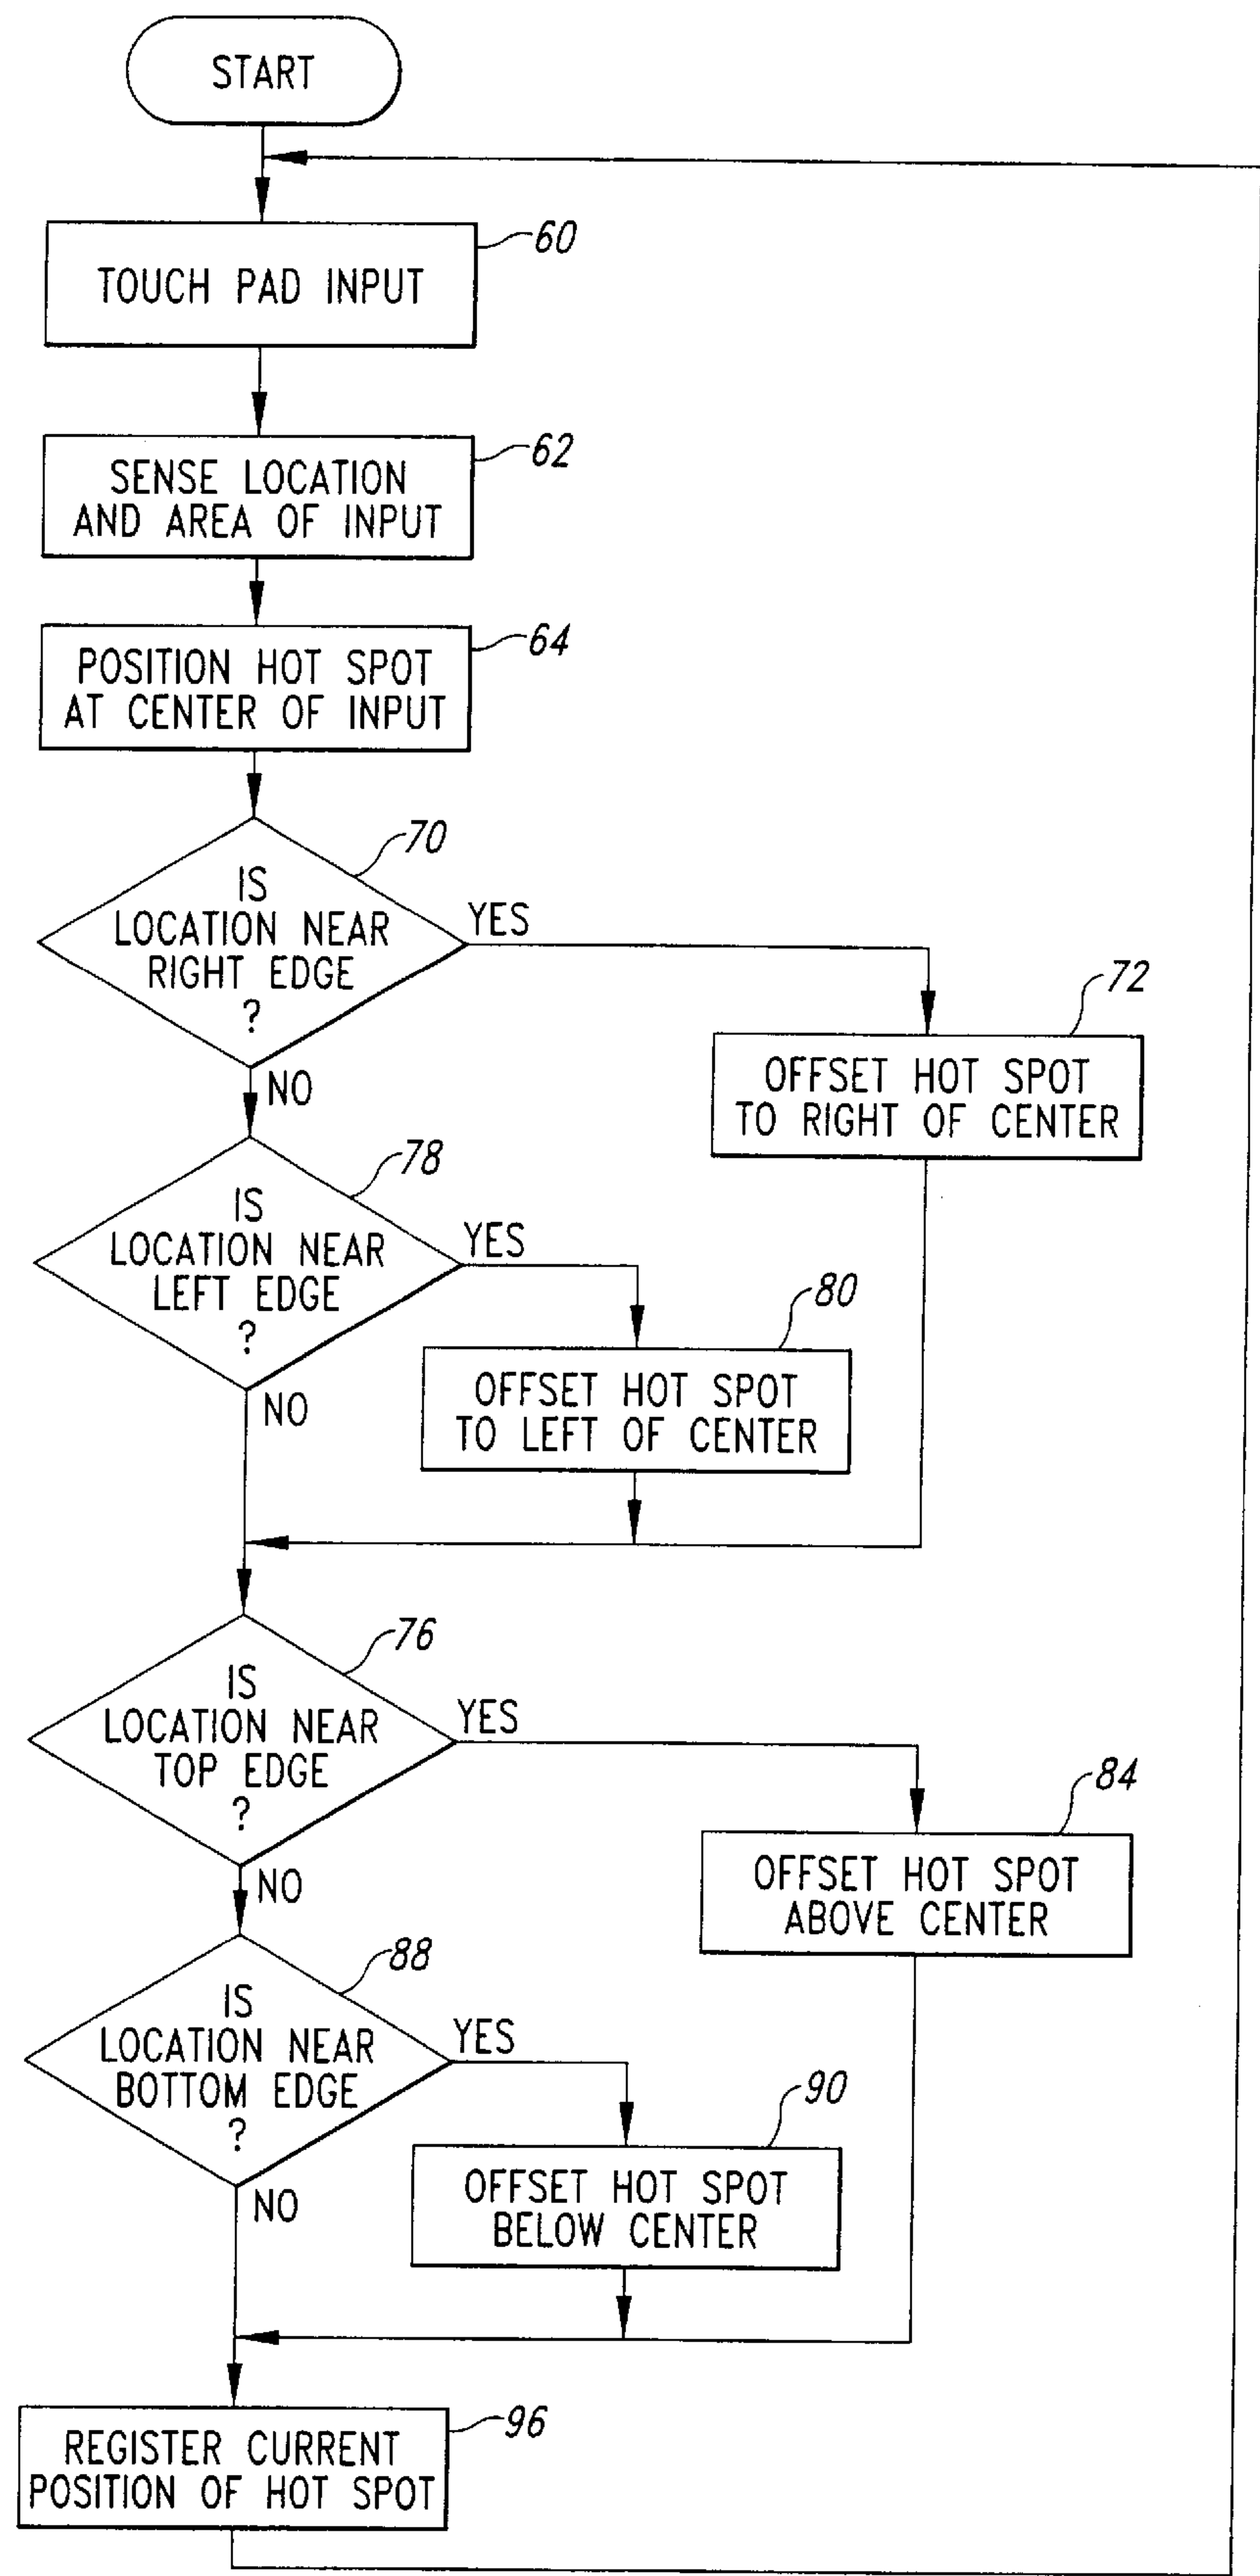 START
60
TOUCH PAD INPUT
62
SENSE LOCATION
AND AREA OF INPUT
64
POSITION HOT SPOT
AT CENTER OF INPUT
70
IS
LOCATION NEAR
RIGHT EDGE
?
YES
NO
72
OFFSET HOT SPOT
TO RIGHT OF CENTER
78
IS
LOCATION NEAR
LEFT EDGE
?
YES
NO
80
OFFSET HOT SPOT
TO LEFT OF CENTER
76
IS
LOCATION NEAR
TOP EDGE
?
YES
NO
84
OFFSET HOT SPOT
ABOVE CENTER
88
IS
LOCATION NEAR
BOTTOM EDGE
?
YES
NO
90
OFFSET HOT SPOT
BELOW CENTER
96
REGISTER CURRENT
POSITION OF HOT SPOT